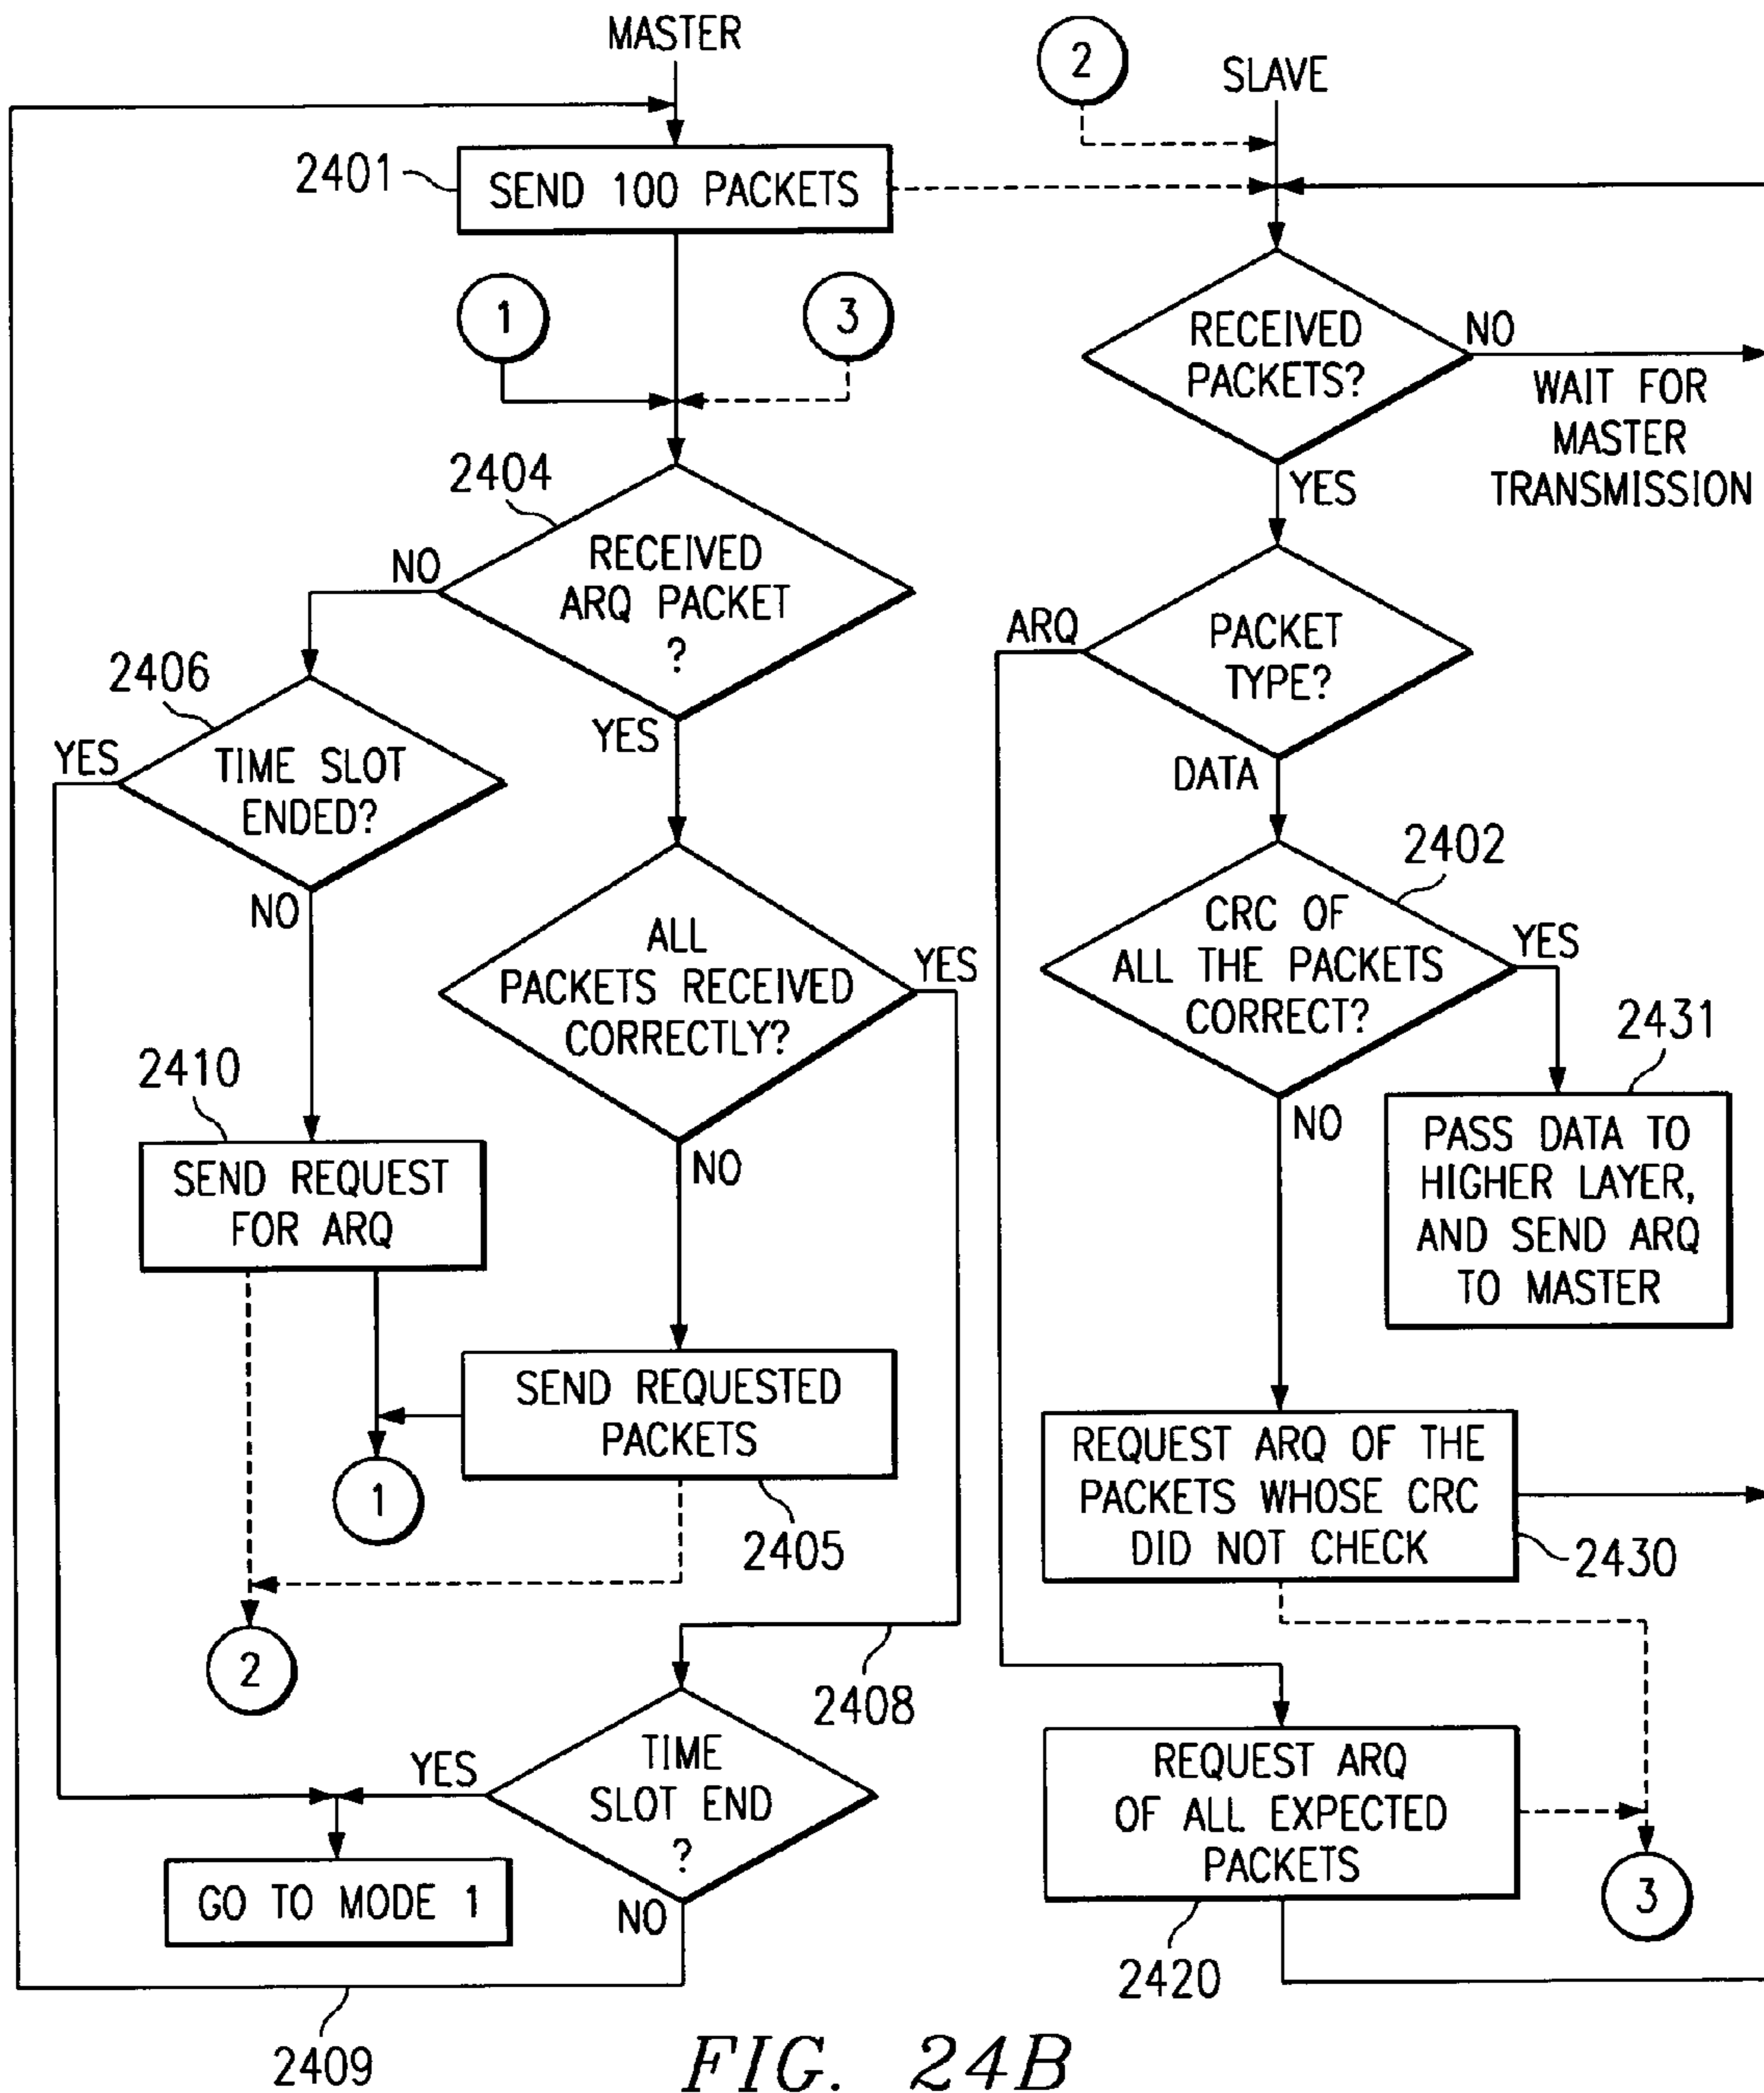 MASTER
2401
SEND 100 PACKETS
1
3
2404
RECEIVED
ARQ PACKET
?
NO
YES
2406
TIME SLOT
ENDED?
YES
NO
ALL
PACKETS RECEIVED
CORRECTLY?
YES
NO
2410
SEND REQUEST
FOR ARQ
SEND REQUESTED
PACKETS
2405
1
2
2408
TIME
SLOT END
?
YES
NO
GO TO MODE 1
2409
2
SLAVE
RECEIVED
PACKETS?
NO
WAIT FOR
MASTER
TRANSMISSION
YES
PACKET
TYPE?
ARQ
DATA
2402
CRC OF
ALL THE PACKETS
CORRECT?
YES
NO
2431
PASS DATA TO
HIGHER LAYER,
AND SEND ARQ
TO MASTER
REQUEST ARQ OF THE
PACKETS WHOSE CRC
DID NOT CHECK
2430
REQUEST ARQ
OF ALL EXPECTED
PACKETS
2420
3
FIG. 24B